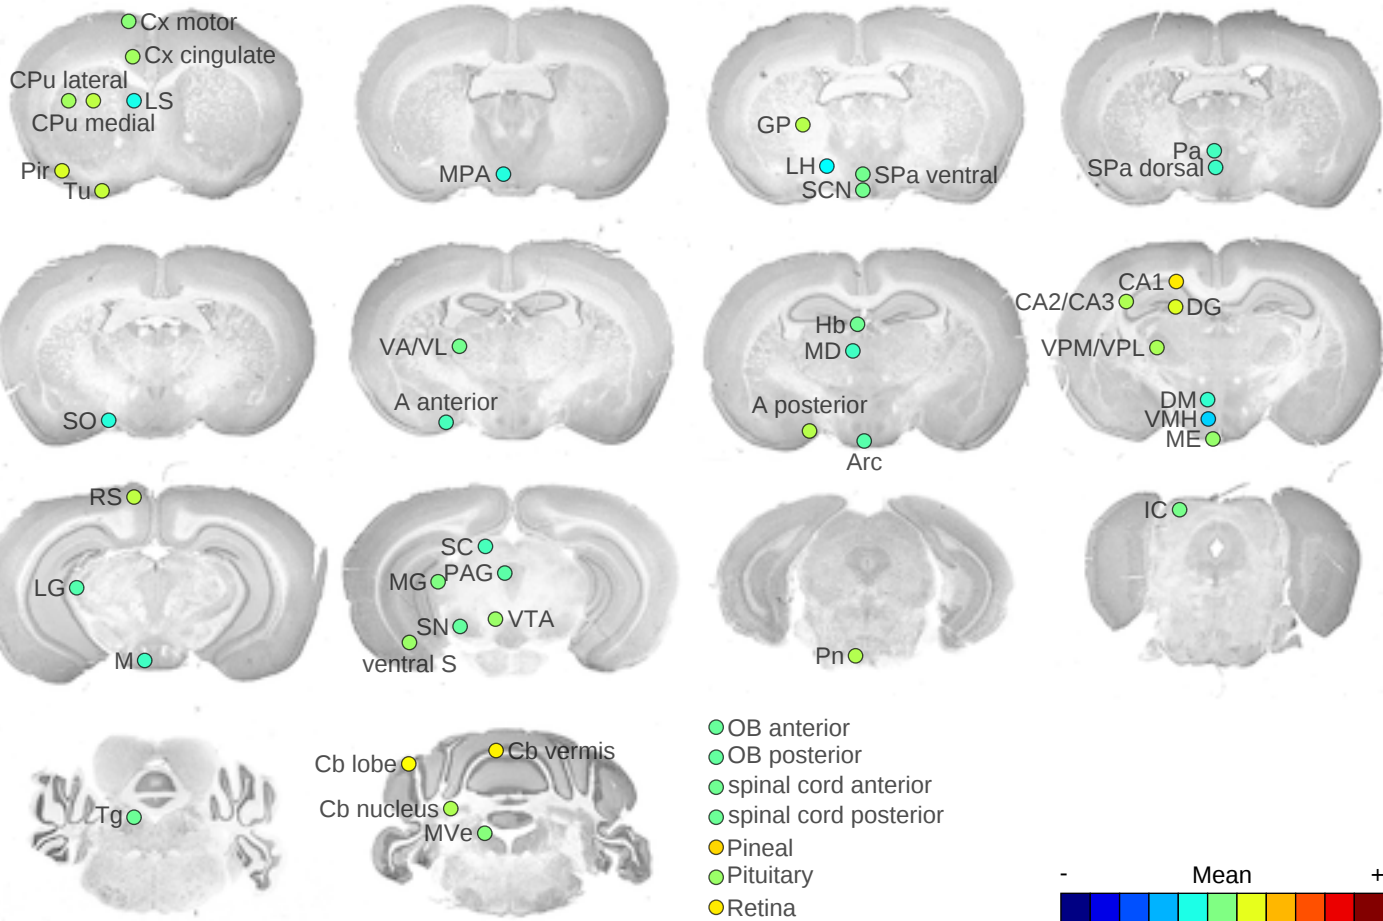 Cx motor
Cx cingulate
CPu lateral
LS
CPu medial
Pir
Tu
MPA
GP
LH
SPa ventral
SCN
Pa
SPa dorsal
SO
VA/VL
A anterior
Hb
MD
A posterior
Arc
CA1
CA2/CA3
DG
VPM/VPL
DM
VMH
ME
RS
LG
M
SC
PAG
MG
VTA
SN
ventral S
Pn
IC
Tg
Cb lobe
Cb vermis
Cb nucleus
MVe
OB anterior
OB posterior
spinal cord anterior
spinal cord posterior
Pineal
Pituitary
Retina
- Mean +